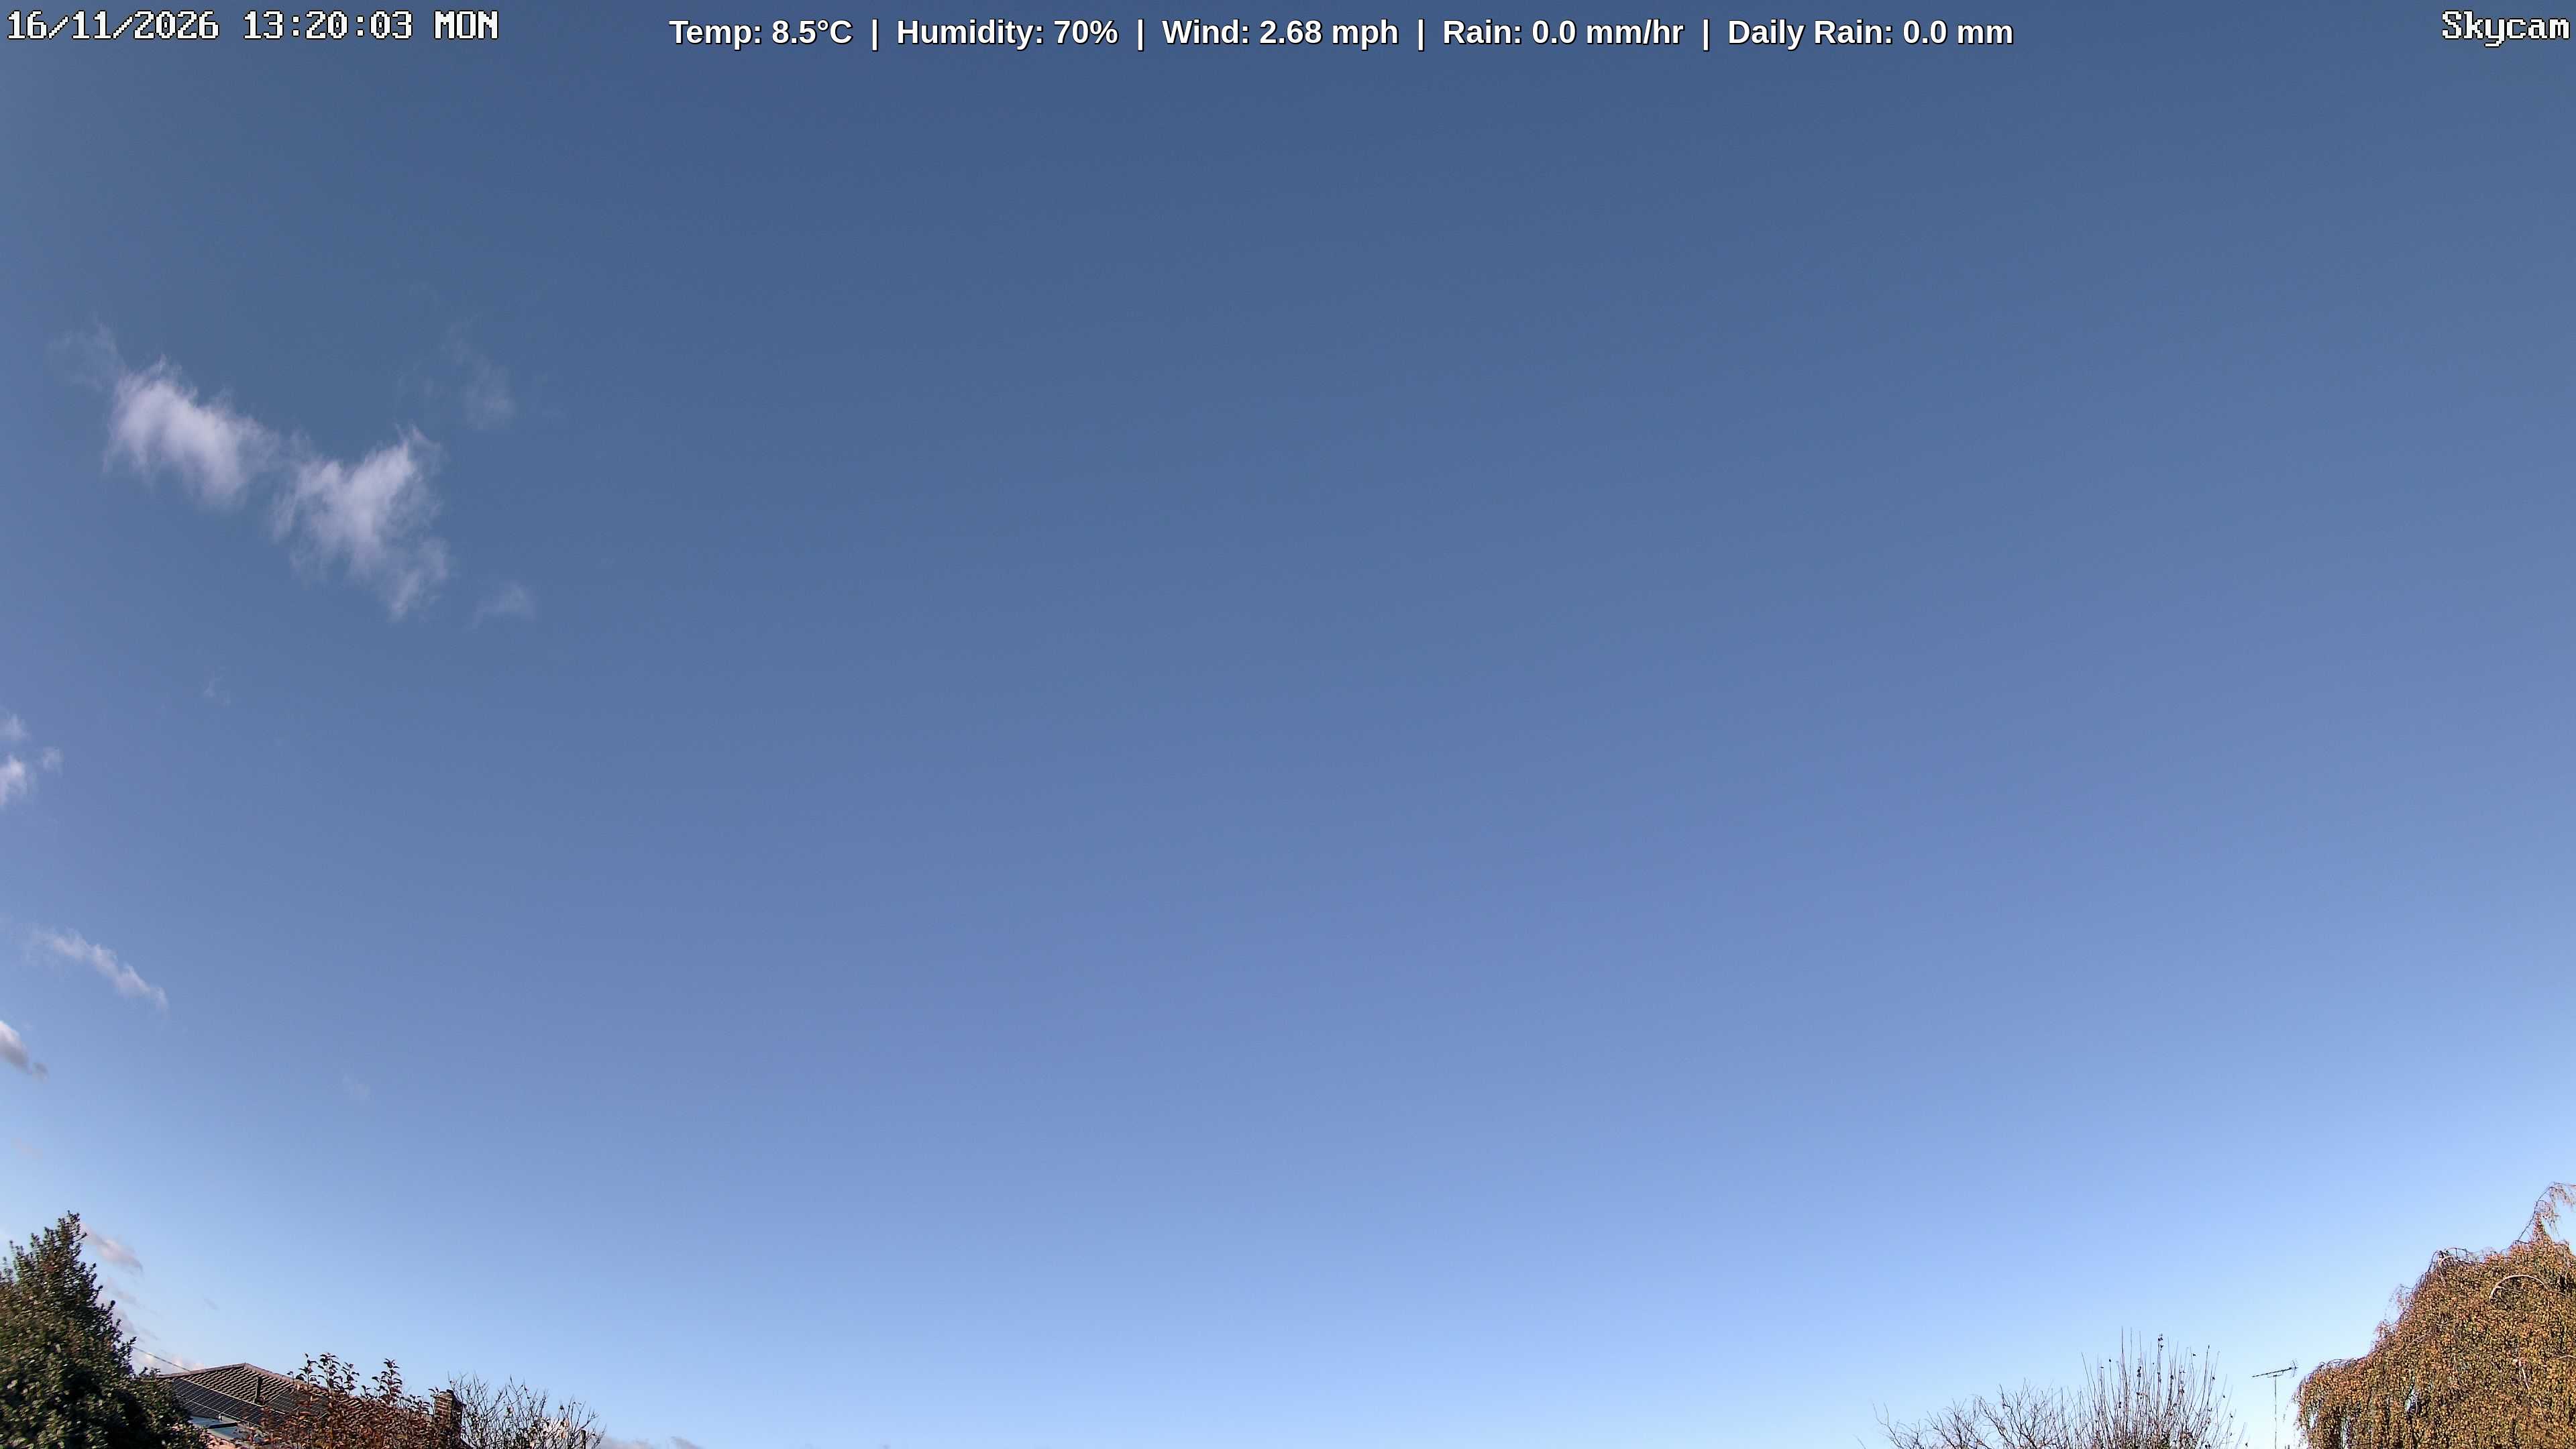 16/11/2026 13:20:03 MON
Temp: 8.5°C | Humidity: 70% | Wind: 2.68 mph | Rain: 0.0 mm/hr | Daily Rain: 0.0 mm
Skycam